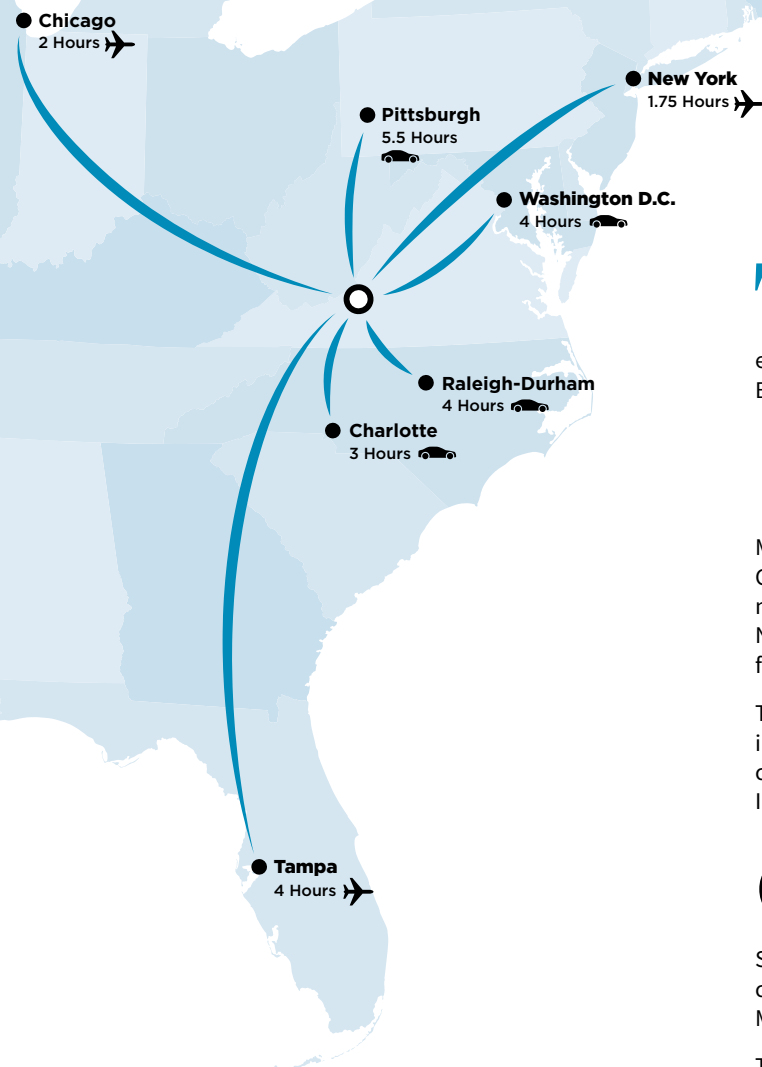 Chicago
2 Hours
New York
1.75 Hours
Pittsburgh
5.5 Hours
Washington D.C.
4 Hours
Raleigh-Durham
4 Hours
Charlotte
3 Hours
Tampa
4 Hours